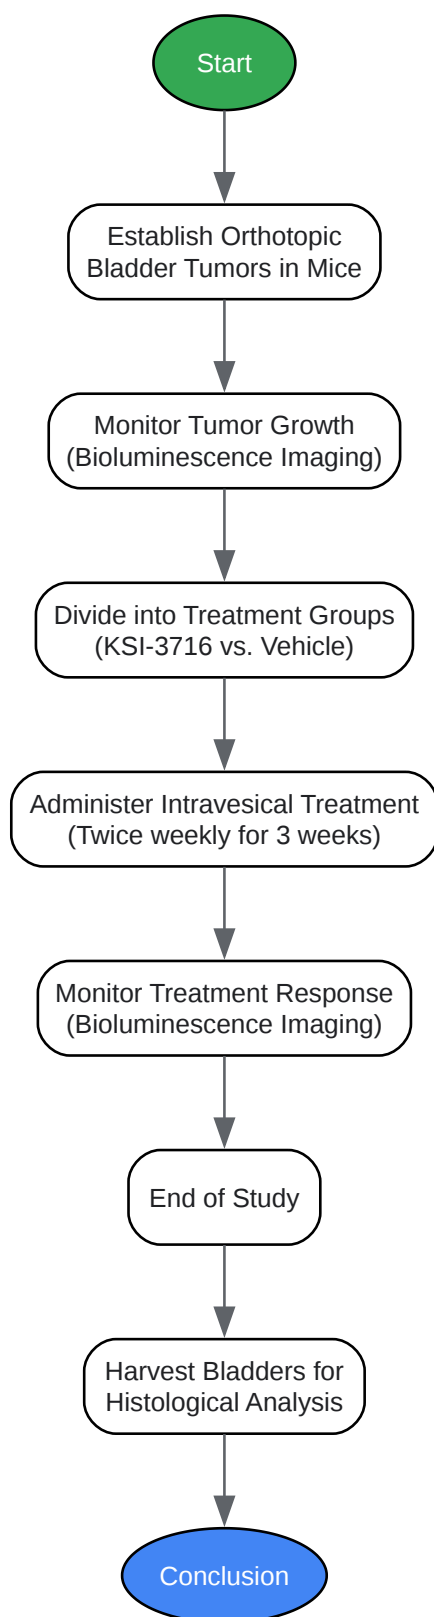 Start
Establish Orthotopic
Bladder Tumors in Mice
Monitor Tumor Growth
(Bioluminescence Imaging)
Divide into Treatment Groups
(KSI-3716 vs. Vehicle)
Administer Intravesical Treatment
(Twice weekly for 3 weeks)
Monitor Treatment Response
(Bioluminescence Imaging)
End of Study
Harvest Bladders for
Histological Analysis
Conclusion